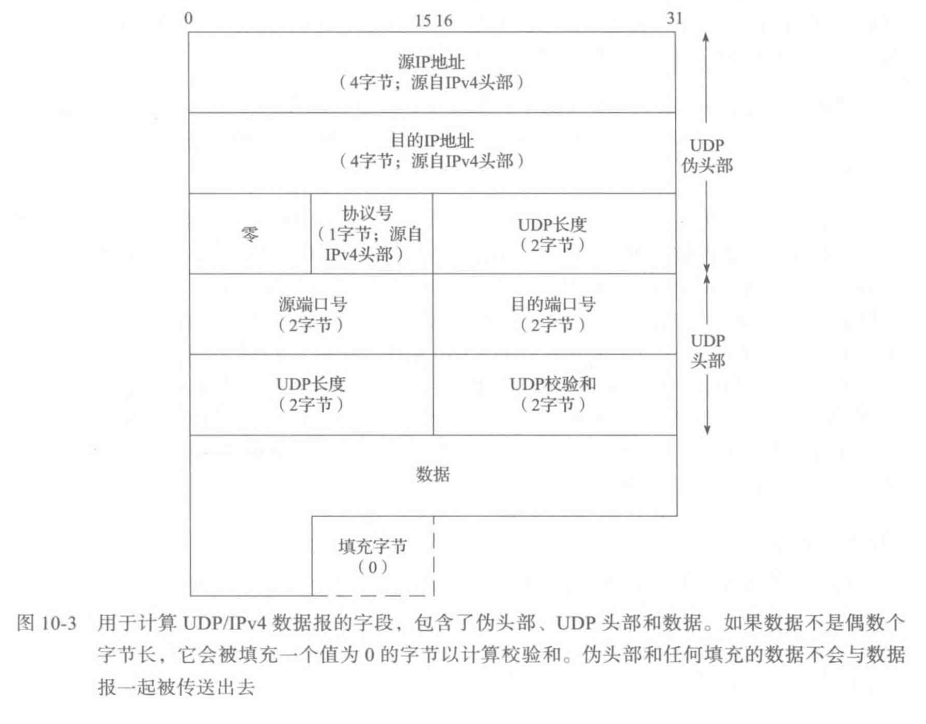 0 15 16 31
源IP地址
（4字节；源自IPv4头部）
目的IP地址
（4字节；源自IPv4头部）
UDP
伪头部
零
协议号
（1字节；源自
IPv4头部）
UDP长度
（2字节）
源端口号
（2字节）
目的端口号
（2字节）
UDP
头部
UDP长度
（2字节）
UDP校验和
（2字节）
数据
填充字节
（0）
图 10-3 用于计算 UDP/IPv4 数据报的字段，包含了伪头部、UDP 头部和数据。如果数据不是偶数个
字节长，它会被填充一个值为 0 的字节以计算校验和。伪头部和任何填充的数据不会与数据
报一起被传送出去